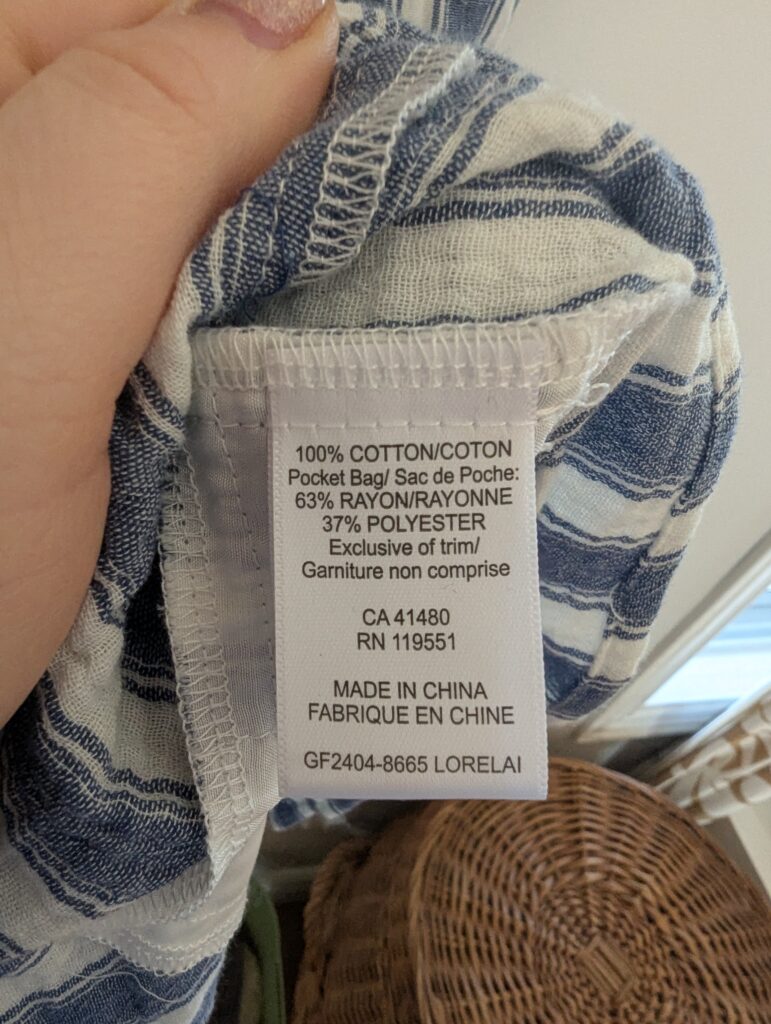 100% COTTON/COTON
Pocket Bag/ Sac de Poche:
63% RAYON/RAYONNE
37% POLYESTER
Exclusive of trim/
Garniture non comprise
CA 41480
RN 119551
MADE IN CHINA
FABRIQUE EN CHINE
GF2404-8665 LORELAI